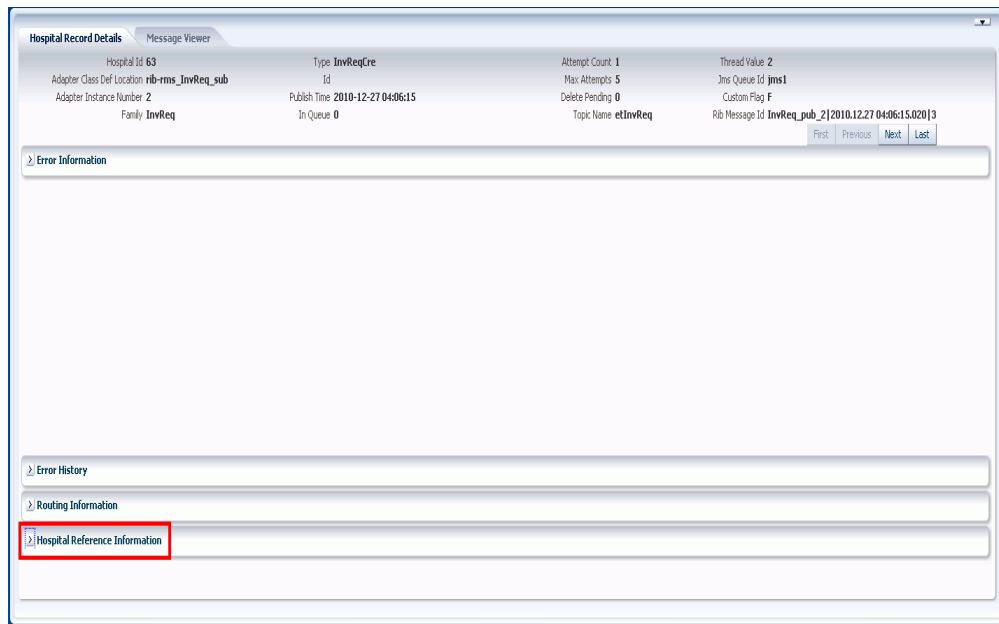 Hospital Record Details Message Viewer
Hospital Id 63 Type InvReqCre Attempt Count 1 Thread Value 2
Adapter Class Def Location rib-rms_InvReq_sub Id Max Attempts 5 Jms Queue Id jms1
Adapter Instance Number 2 Publish Time 2010-12-27 04:06:15 Delete Pending 0 Custom Flag F
Family InvReq In Queue 0 Topic Name etInvReq Rib Message Id InvReq_pub_2|2010.12.27 04:06:15.020|3
First Previous Next Last
Error Information
Error History
Routing Information
Hospital Reference Information